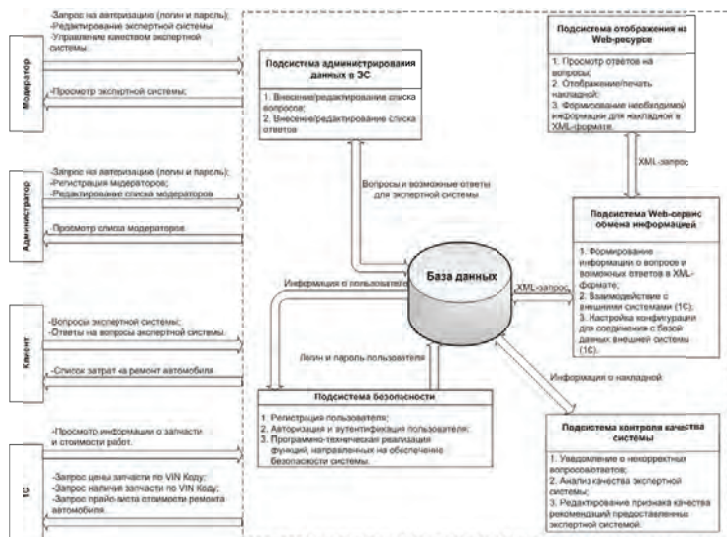 Модератор
-Запрос на авторизацию (логин и пароль);
-Редактирование экспертной системы
-Управление качеством экспертной
системы.
-Просмотр экспертной системы;
Администратор
-Запрос на авторизацию (логин и пароль);
-Регистрация модераторов;
-Редактирование списка модераторов
-Просмотр списка модераторов.
Клиент
-Вопросы экспертной системы;
-Ответы на вопросы экспертной системы.
-Список затрат на ремонт автомобиля
1С
-Просмотр информации о запчасти
и стоимости работ.
-Запрос цены запчасти по VIN Коду;
-Запрос наличия запчасти по VIN Коду;
-Запрос прайс-листа стоимости ремонта
автомобиля.
Подсистема администрирования
данных в ЭС
1. Внесение/редактирование списка
вопросов;
2. Внесение/редактирование списка
ответов
Вопросы и возможные ответы
для экспертной системы
Информация о пользователе
База данных
XML-запрос
Логин и пароль пользователя
Подсистема безопасности
1. Регистрация пользователя;
2. Авторизация и аутентификация пользователя;
3. Программно-техническая реализация
функций, направленных на обеспечение
безопасности системы.
Подсистема отображения на
Web-ресурсе
1. Просмотр ответов на
вопросы;
2. Отображение/печать
накладной;
3. Формирование необходимой
информации для накладной в
XML-формате.
XML-запрос
Подсистема Web-сервис
обмена информацией
1. Формирование
информации о вопросе и
возможных ответов в XML-
формате;
2. Взаимодействие с
внешними системами (1С);
3. Настройка конфигурации
для соединения с базой
данных внешней системы
(1С).
Информация о накладной
Подсистема контроля качества
системы
1. Уведомление о некорректных
вопросоответов;
2. Анализ качества экспертной
системы;
3. Редактирование признака качества
рекомендаций предоставленные
экспертной системой.